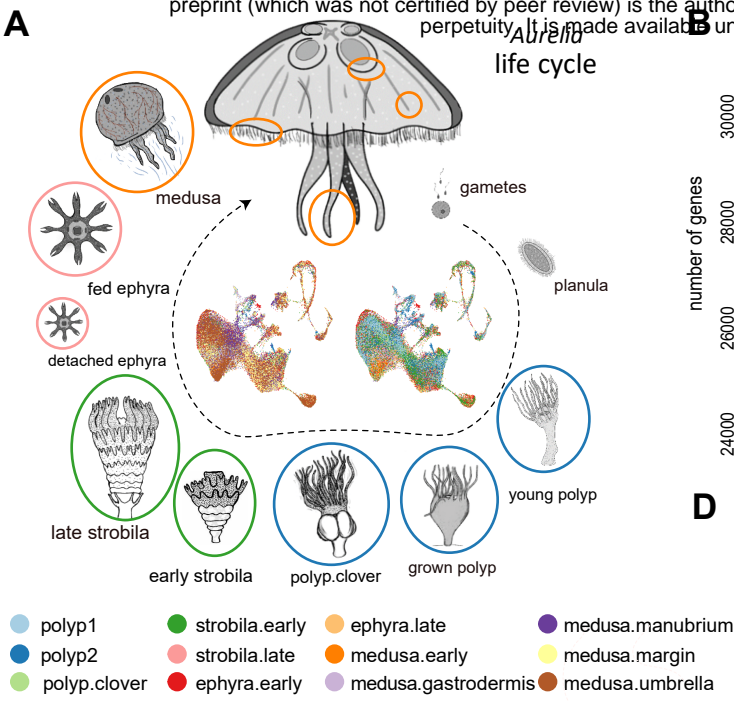 preprint (which was not certified by peer review) is the autho
perpetuity. It is made available un
A
B
Aurelia
life cycle
medusa
gametes
planula
fed ephyra
detached ephyra
late strobila
early strobila
polyp.clover
grown polyp
young polyp
number of genes
30000
28000
26000
24000
D
polyp1
strobila.early
ephyra.late
medusa.manubrium
polyp2
strobila.late
medusa.early
medusa.margin
polyp.clover
ephyra.early
medusa.gastrodermis
medusa.umbrella